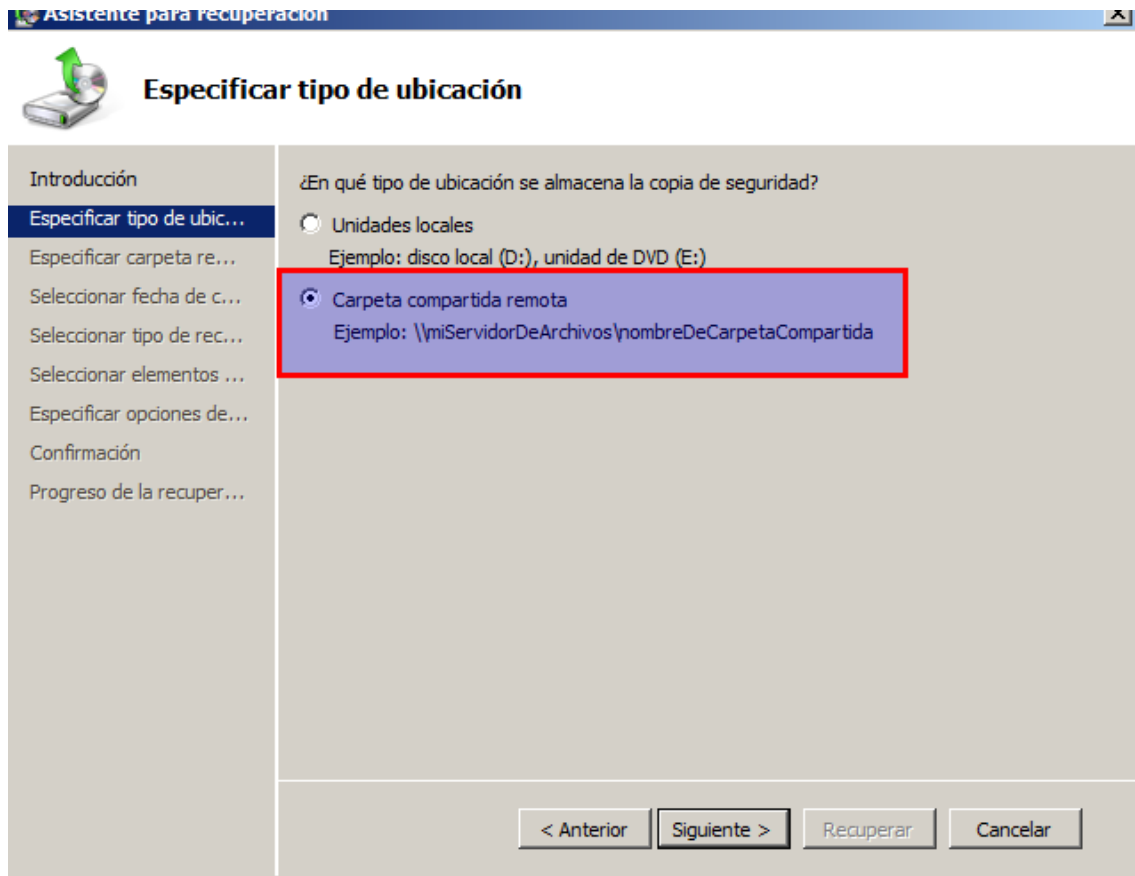 Asistente para recuperación
Especificar tipo de ubicación
Introducción
Especificar tipo de ubic...
Especificar carpeta re...
Seleccionar fecha de c...
Seleccionar tipo de rec...
Seleccionar elementos ...
Especificar opciones de...
Confirmación
Progreso de la recuper...
¿En qué tipo de ubicación se almacena la copia de seguridad?
Unidades locales
Ejemplo: disco local (D:), unidad de DVD (E:)
Carpeta compartida remota
Ejemplo: \\miServidorDeArchivos\nombreDeCarpetaCompartida
< Anterior
Siguiente >
Recuperar
Cancelar